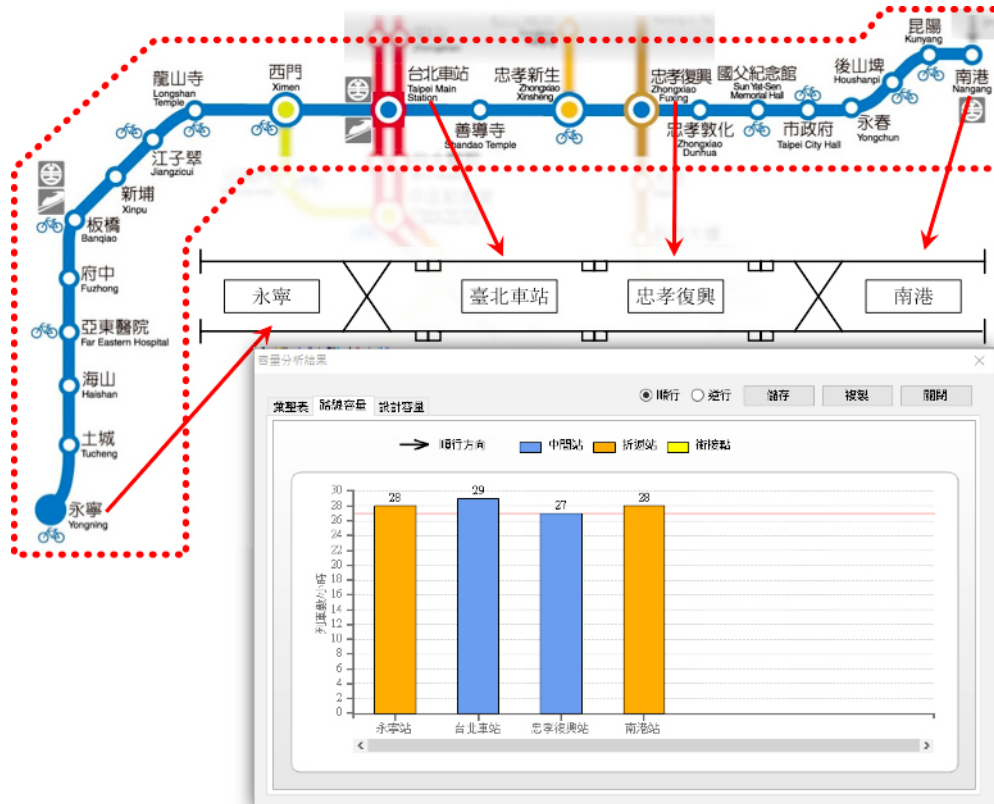 昆陽
Kunyang
南港
Nangang
後山埤
Houshanpi
永春
Yongchun
國父紀念館
Sun Yat-Sen
Memorial Hall
市政府
Taipei City Hall
忠孝復興
Zhongxiao
Fuxing
忠孝敦化
Zhongxiao
Dunhua
忠孝新生
Zhongxiao
Xinsheng
善導寺
Shandao Temple
台北車站
Taipei Main
Station
西門
Ximen
龍山寺
Longshan
Temple
江子翠
Jiangzicui
新埔
Xinpu
板橋
Banqiao
府中
Fuzhong
亞東醫院
Far Eastern Hospital
海山
Haishan
土城
Tucheng
永寧
Yongning
永寧
臺北車站
忠孝復興
南港
容量分析結果
順行
逆行
儲存
複製
關閉
彙整表
路線容量
設計容量
順行方向
中間站
折返站
銜接點
列車數/小時
30
28
26
24
22
20
18
16
14
12
10
8
6
4
2
0
28
29
27
28
永寧站
台北車站
忠孝復興站
南港站